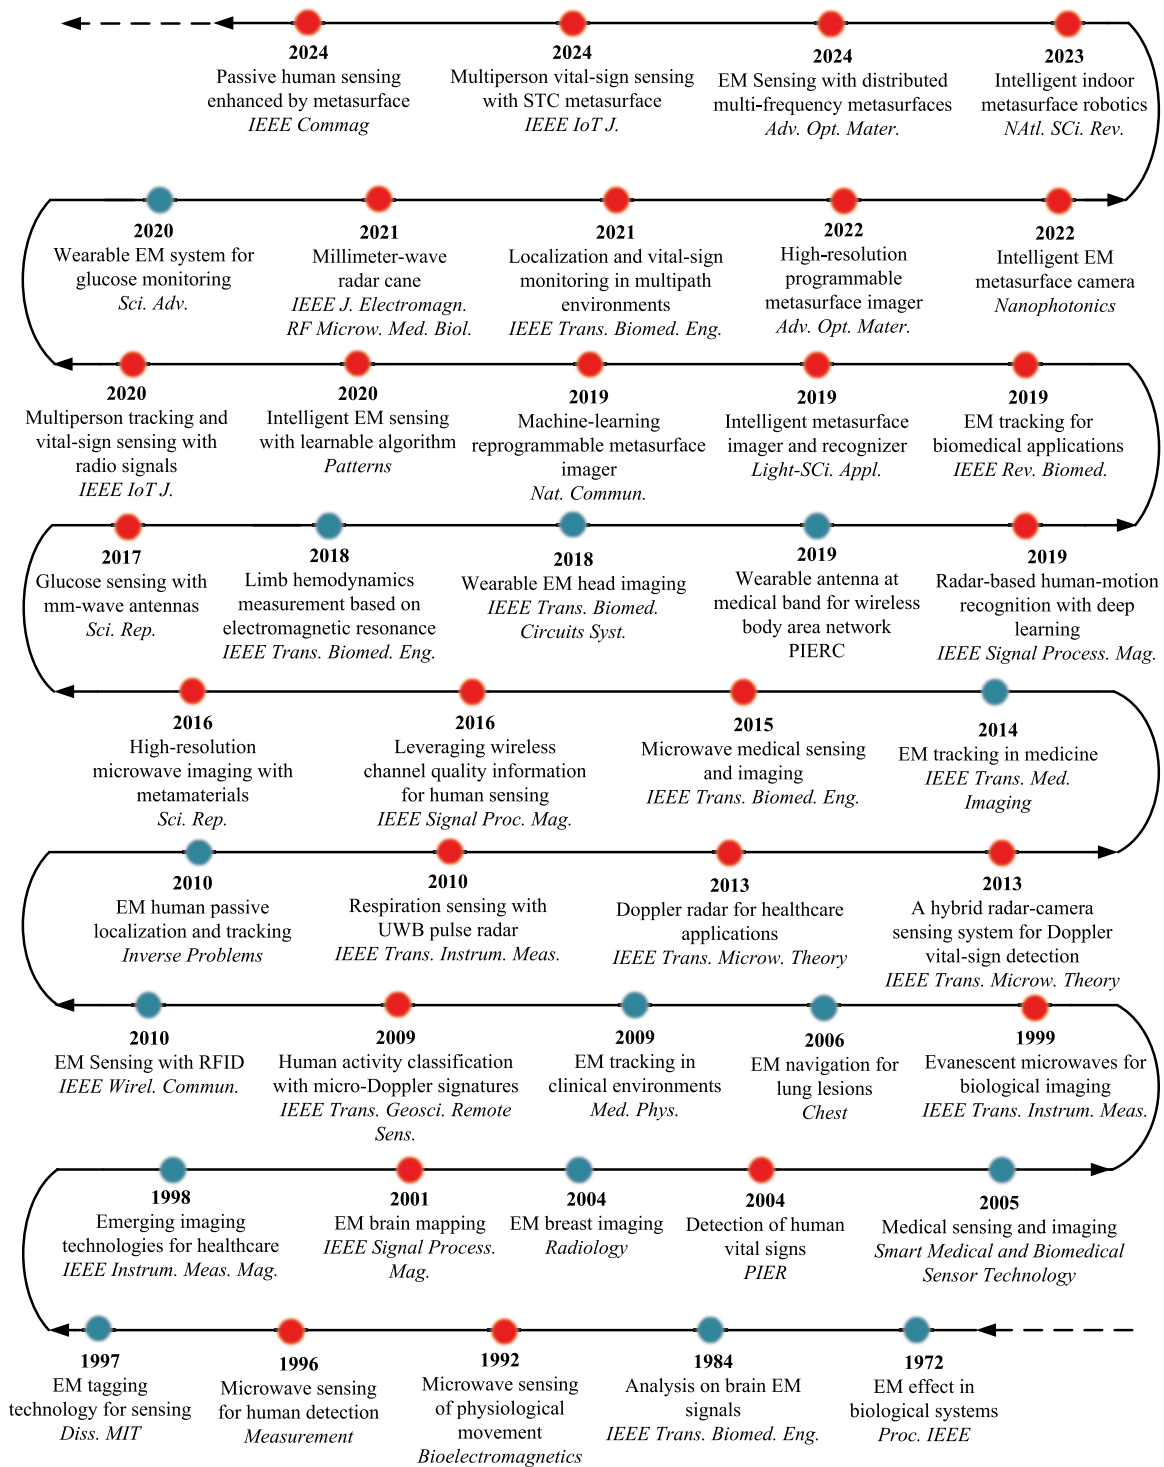 2024
Passive human sensing
enhanced by metasurface
IEEE Commag
2024
Multiperson vital-sign sensing
with STC metasurface
IEEE IoT J.
2024
EM Sensing with distributed
multi-frequency metasurfaces
Adv. Opt. Mater.
2023
Intelligent indoor
metasurface robotics
NAtl. SCi. Rev.
2020
Wearable EM system for
glucose monitoring
Sci. Adv.
2021
Millimeter-wave
radar cane
IEEE J. Electromagn.
RF Microw. Med. Biol.
2021
Localization and vital-sign
monitoring in multipath
environments
IEEE Trans. Biomed. Eng.
2022
High-resolution
programmable
metasurface imager
Adv. Opt. Mater.
2022
Intelligent EM
metasurface camera
Nanophotonics
2020
Multiperson tracking and
vital-sign sensing with
radio signals
IEEE IoT J.
2020
Intelligent EM sensing
with learnable algorithm
Patterns
2019
Machine-learning
reprogrammable metasurface
imager
Nat. Commun.
2019
Intelligent metasurface
imager and recognizer
Light-SCi. Appl.
2019
EM tracking for
biomedical applications
IEEE Rev. Biomed.
2017
Glucose sensing with
mm-wave antennas
Sci. Rep.
2018
Limb hemodynamics
measurement based on
electromagnetic resonance
IEEE Trans. Biomed. Eng.
2018
Wearable EM head imaging
IEEE Trans. Biomed.
Circuits Syst.
2019
Wearable antenna at
medical band for wireless
body area network
PIERC
2019
Radar-based human-motion
recognition with deep
learning
IEEE Signal Process. Mag.
2016
High-resolution
microwave imaging with
metamaterials
Sci. Rep.
2016
Leveraging wireless
channel quality information
for human sensing
IEEE Signal Proc. Mag.
2015
Microwave medical sensing
and imaging
IEEE Trans. Biomed. Eng.
2014
EM tracking in medicine
IEEE Trans. Med.
Imaging
2010
EM human passive
localization and tracking
Inverse Problems
2010
Respiration sensing with
UWB pulse radar
IEEE Trans. Instrum. Meas.
2013
Doppler radar for healthcare
applications
IEEE Trans. Microw. Theory
2013
A hybrid radar-camera
sensing system for Doppler
vital-sign detection
IEEE Trans. Microw. Theory
2010
EM Sensing with RFID
IEEE Wirel. Commun.
2009
Human activity classification
with micro-Doppler signatures
IEEE Trans. Geosci. Remote
Sens.
2009
EM tracking in
clinical environments
Med. Phys.
2006
EM navigation for
lung lesions
Chest
1999
Evanescent microwaves for
biological imaging
IEEE Trans. Instrum. Meas.
1998
Emerging imaging
technologies for healthcare
IEEE Instrum. Meas. Mag.
2001
EM brain mapping
IEEE Signal Process.
Mag.
2004
EM breast imaging
Radiology
2004
Detection of human
vital signs
PIER
2005
Medical sensing and imaging
Smart Medical and Biomedical
Sensor Technology
1997
EM tagging
technology for sensing
Diss. MIT
1996
Microwave sensing
for human detection
Measurement
1992
Microwave sensing
of physiological
movement
Bioelectromagnetics
1984
Analysis on brain EM
signals
IEEE Trans. Biomed. Eng.
1972
EM effect in
biological systems
Proc. IEEE